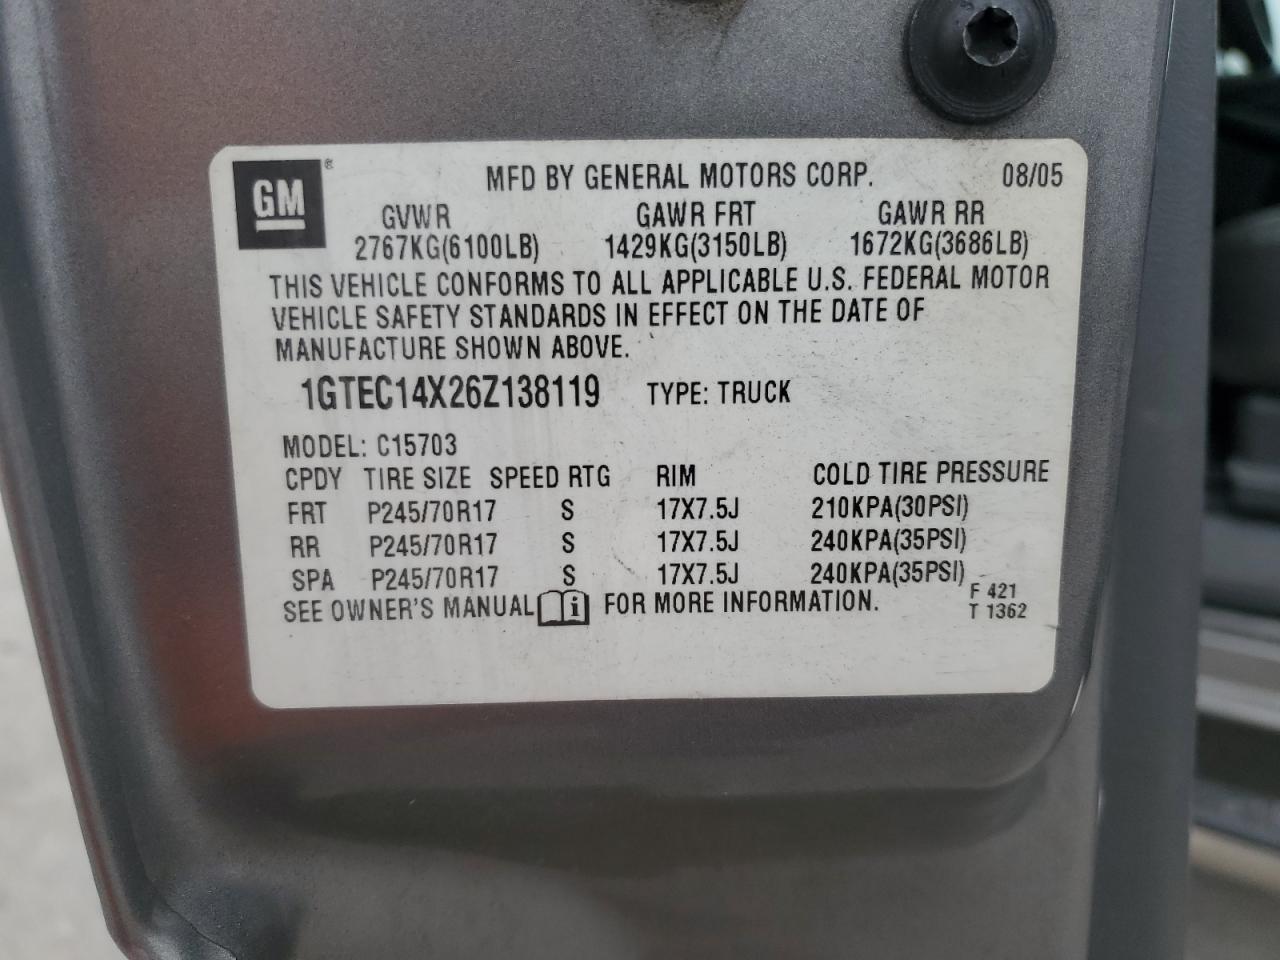 GM® MFD BY GENERAL MOTORS CORP. 08/05
GVWR GAWR FRT GAWR RR
2767KG(6100LB) 1429KG(3150LB) 1672KG(3686LB)
THIS VEHICLE CONFORMS TO ALL APPLICABLE U.S. FEDERAL MOTOR
VEHICLE SAFETY STANDARDS IN EFFECT ON THE DATE OF
MANUFACTURE SHOWN ABOVE.
1GTEC14X26Z138119 TYPE: TRUCK
MODEL: C15703
CPDY TIRE SIZE SPEED RTG RIM COLD TIRE PRESSURE
FRT P245/70R17 S 17X7.5J 210KPA(30PSI)
RR P245/70R17 S 17X7.5J 240KPA(35PSI)
SPA P245/70R17 S 17X7.5J 240KPA(35PSI)
SEE OWNER'S MANUAL i FOR MORE INFORMATION. F 421
T 1362